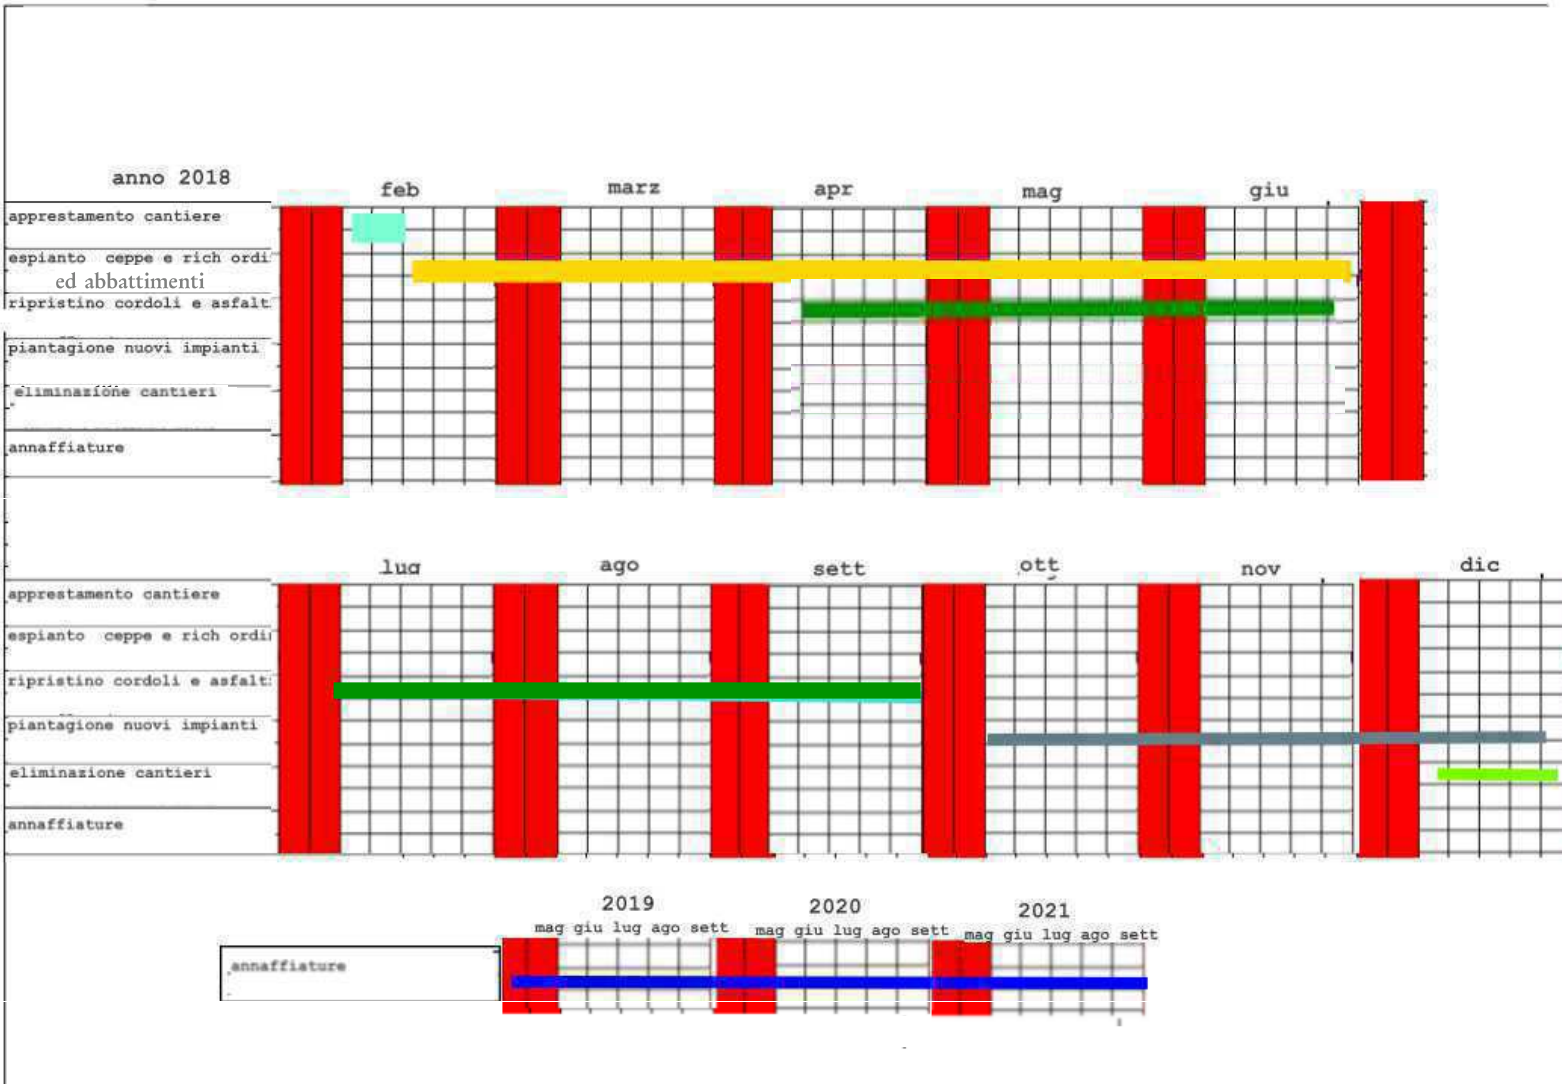 anno 2018
feb marz apr mag giu
apprestamento cantiere
espianto ceppe e rich ordi
ed abbattimenti
ripristino cordoli e asfalt
piantagione nuovi impianti
eliminazione cantieri
annaffiature
lug ago sett ott nov dic
apprestamento cantiere
espianto ceppe e rich ordi
ripristino cordoli e asfalt
piantagione nuovi impianti
eliminazione cantieri
annaffiature
2019 2020 2021
mag giu lug ago sett mag giu lug ago sett mag giu lug ago sett
annaffiature